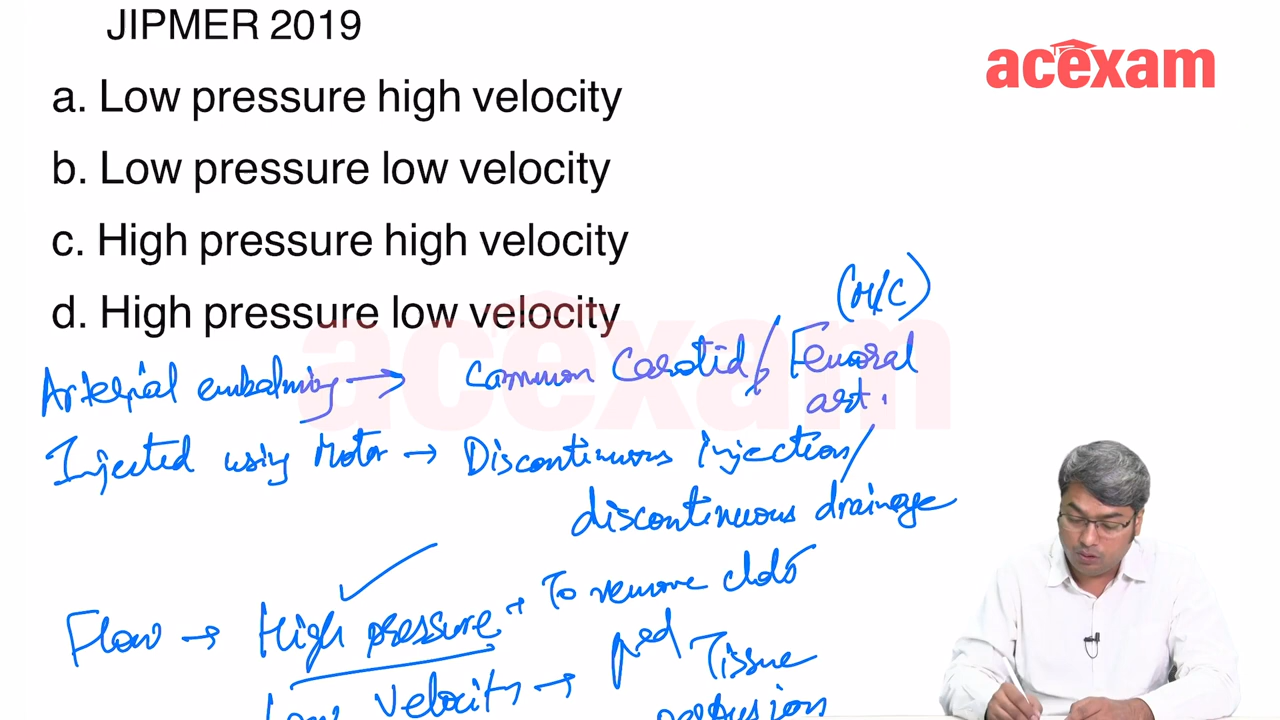 JIPMER 2019
acexam
a. Low pressure high velocity
b. Low pressure low velocity
c. High pressure high velocity
d. High pressure low velocity
(M/C)
Arterial embalming → Common Carotid / Femoral
art.
Injected using Motor → Discontinuous injection/
discontinuous drainage
Flow → High pressure → To remove clots
Low velocity → Tissue
acexam